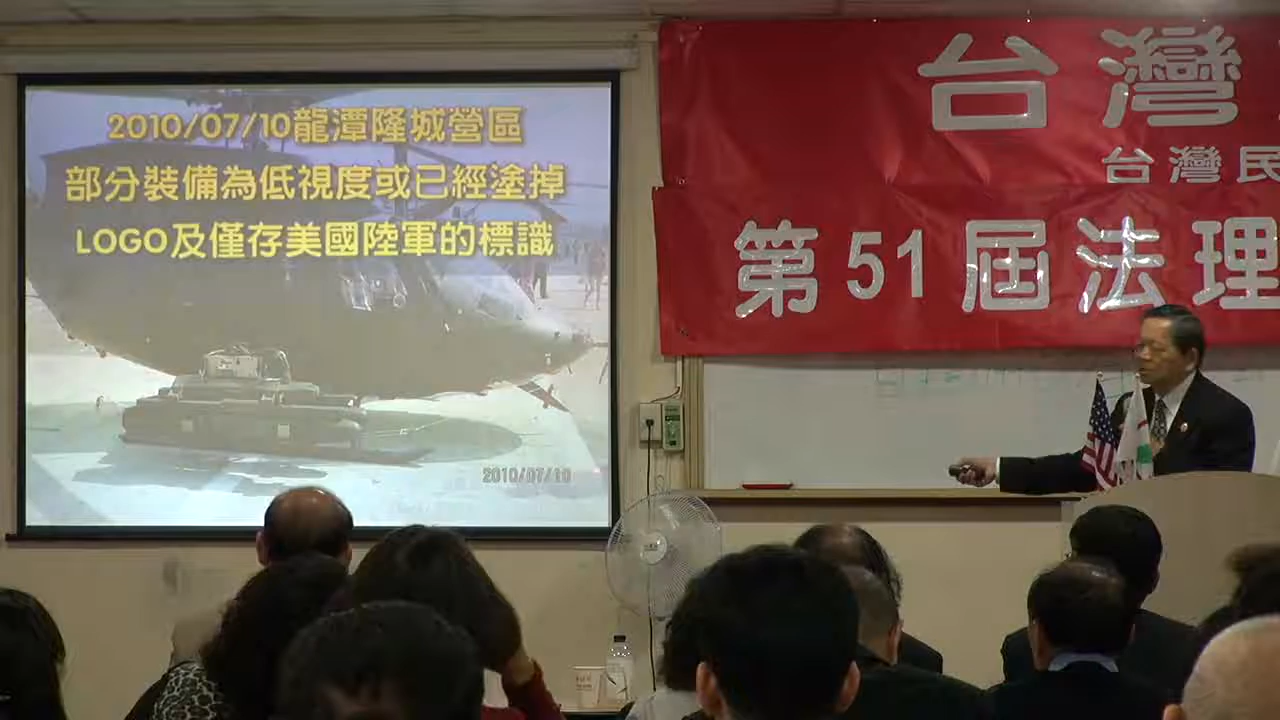 2010/07/10龍潭隆城營區
部分裝備為低視度或已經塗掉
LOGO及僅存美國陸軍的標識
2010/07/10
台灣
台灣民
第51屆法理